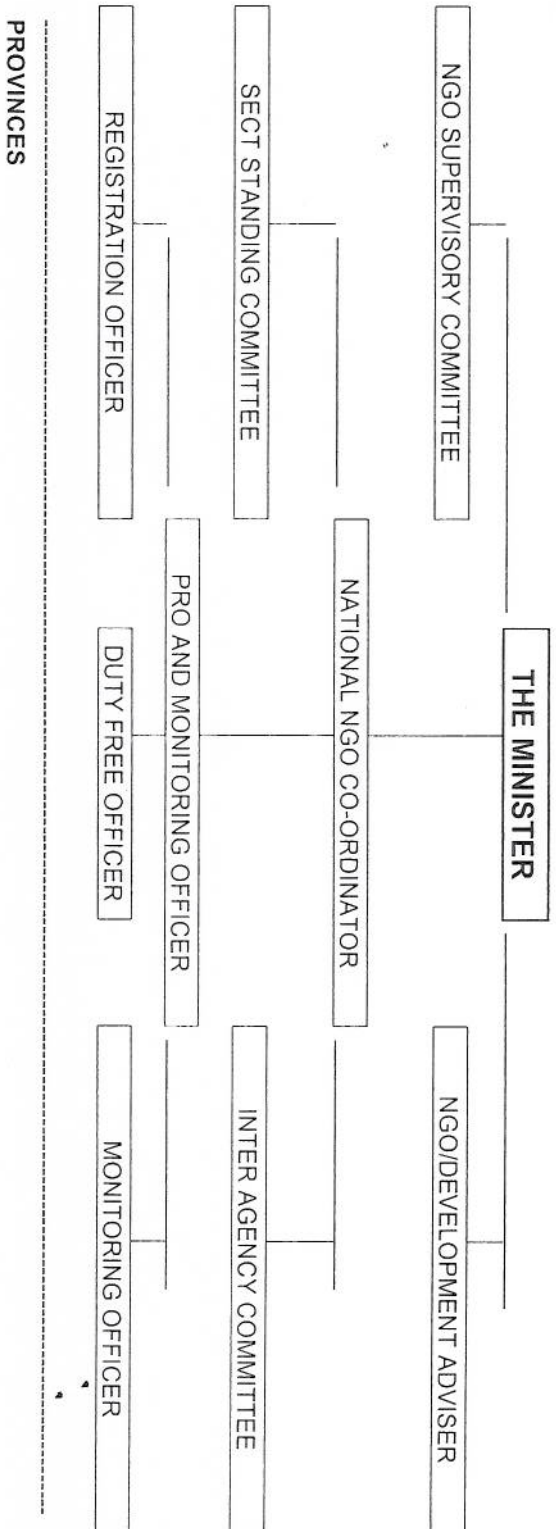 THE MINISTER
NGO SUPERVISORY COMMITTEE
NGO/DEVELOPMENT ADVISER
NATIONAL NGO CO-ORDINATOR
SECT STANDING COMMITTEE
INTER AGENCY COMMITTEE
PRO AND MONITORING OFFICER
REGISTRATION OFFICER
DUTY FREE OFFICER
MONITORING OFFICER
PROVINCES